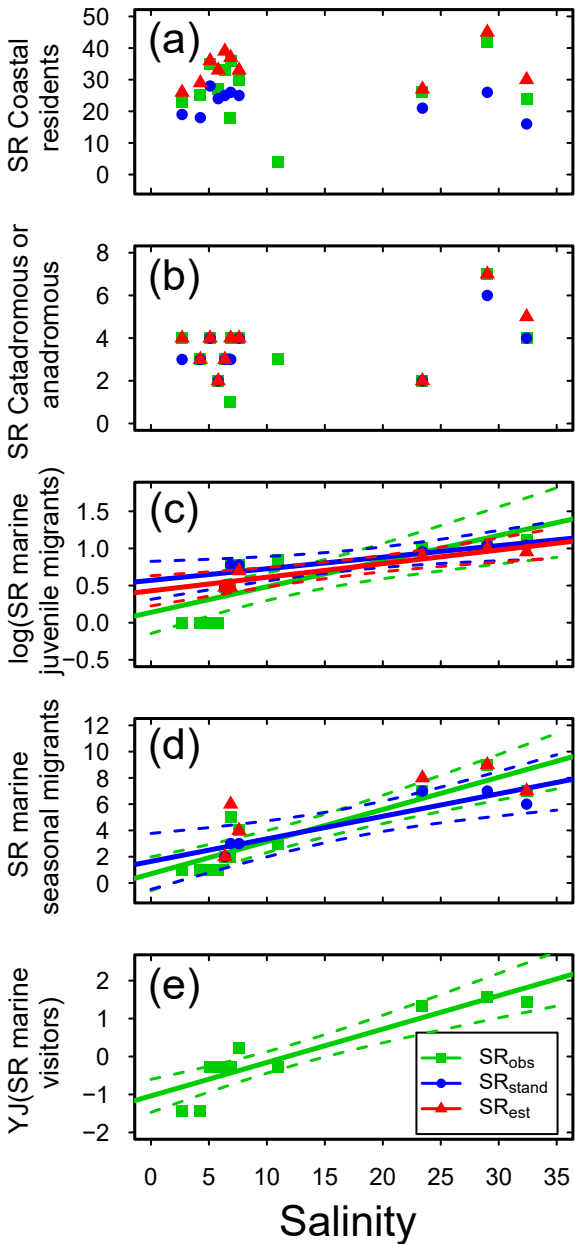 (a)
SR Coastal
residents
50
40
30
20
10
0
(b)
SR Catadromous or
anadromous
8
6
4
2
0
(c)
log(SR marine
juvenile migrants)
1.5
1.0
0.5
0.0
−0.5
(d)
SR marine
seasonal migrants
12
10
8
6
4
2
0
(e)
YJ(SR marine
visitors)
2
1
0
−1
−2
SRobs
SRstand
SRest
0 5 10 15 20 25 30 35
Salinity